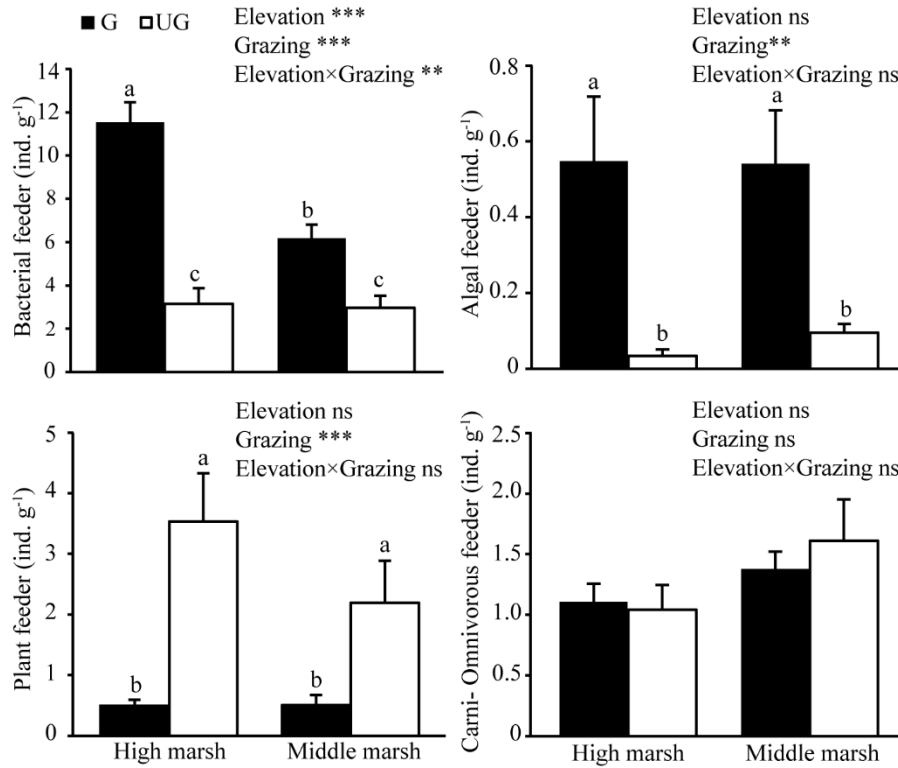 G UG
Elevation ***
Grazing ***
Elevation×Grazing **
Bacterial feeder (ind. g-1)
14
12
10
8
6
4
2
0
a
c
b
c
Elevation ns
Grazing**
Elevation×Grazing ns
Algal feeder (ind. g-1)
0.8
0.6
0.4
0.2
0
a
b
a
b
Elevation ns
Grazing ***
Elevation×Grazing ns
Plant feeder (ind. g-1)
5
4
3
2
1
0
b
a
b
a
High marsh Middle marsh
Elevation ns
Grazing ns
Elevation×Grazing ns
Carni- Omnivorous feeder (ind. g-1)
2.5
2.0
1.5
1.0
0.5
0
High marsh Middle marsh